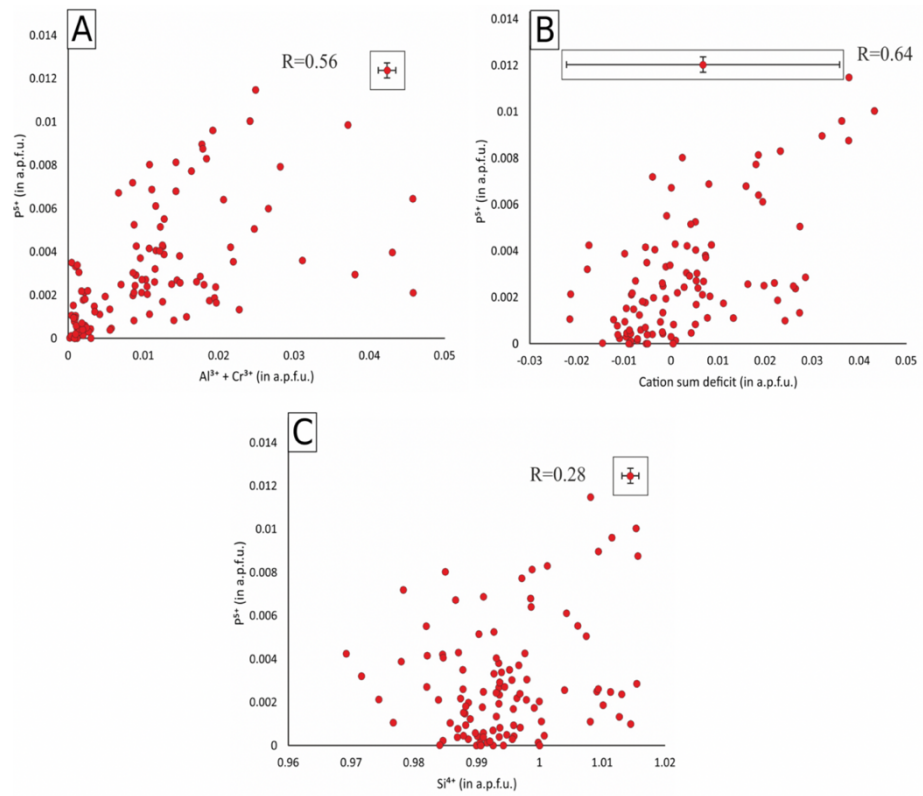 A
R=0.56
P⁵⁺ (in a.p.f.u.)
0.014
0.012
0.01
0.008
0.006
0.004
0.002
0
0 0.01 0.02 0.03 0.04 0.05
Al³⁺ + Cr³⁺ (in a.p.f.u.)
B
R=0.64
P⁵⁺ (in a.p.f.u.)
0.014
0.012
0.01
0.008
0.006
0.004
0.002
0
-0.03 -0.02 -0.01 0 0.01 0.02 0.03 0.04 0.05
Cation sum deficit (in a.p.f.u.)
C
R=0.28
P⁵⁺ (in a.p.f.u.)
0.014
0.012
0.01
0.008
0.006
0.004
0.002
0
0.96 0.97 0.98 0.99 1 1.01 1.02
Si⁴⁺ (in a.p.f.u.)